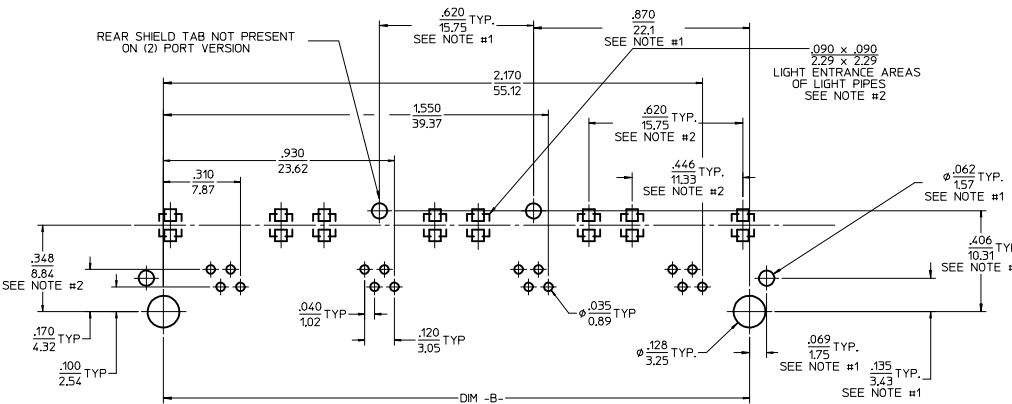 .620
15.75 TYP.
SEE NOTE #1
.870
22.1
SEE NOTE #1
REAR SHIELD TAB NOT PRESENT
ON (2) PORT VERSION
.090 x .090
2.29 x 2.29
LIGHT ENTRANCE AREAS
OF LIGHT PIPES
SEE NOTE #2
2.170
55.12
1.550
39.37
.620
15.75 TYP.
SEE NOTE #2
.930
23.62
.446
11.33 TYP.
SEE NOTE #2
.310
7.87
ø .062
1.57 TYP.
SEE NOTE #1
.348
8.84
SEE NOTE #2
.406
10.31
SEE NOTE
.040
1.02 TYP
ø .035
0.89 TYP
.170
4.32 TYP
.120
3.05 TYP
ø .128
3.25 TYP.
.069
1.75 TYP.
SEE NOTE #1
.100
2.54 TYP
.135
3.43 TYP.
SEE NOTE #1
DIM -B-